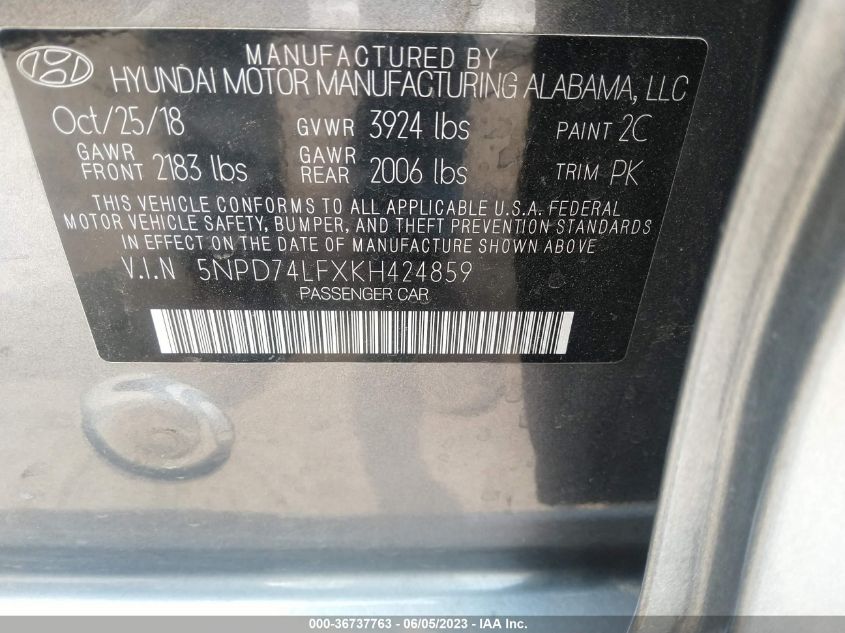 MANUFACTURED BY
HYUNDAI MOTOR MANUFACTURING ALABAMA, LLC
Oct/25/18 GVWR 3924 lbs PAINT 2C
GAWR FRONT 2183 lbs GAWR REAR 2006 lbs TRIM PK
THIS VEHICLE CONFORMS TO ALL APPLICABLE U.S.A. FEDERAL
MOTOR VEHICLE SAFETY, BUMPER, AND THEFT PREVENTION STANDARDS
IN EFFECT ON THE DATE OF MANUFACTURE SHOWN ABOVE
V.I.N 5NPD74LFXKH424859
PASSENGER CAR
000-36737763 - 06/05/2023 - IAA Inc.